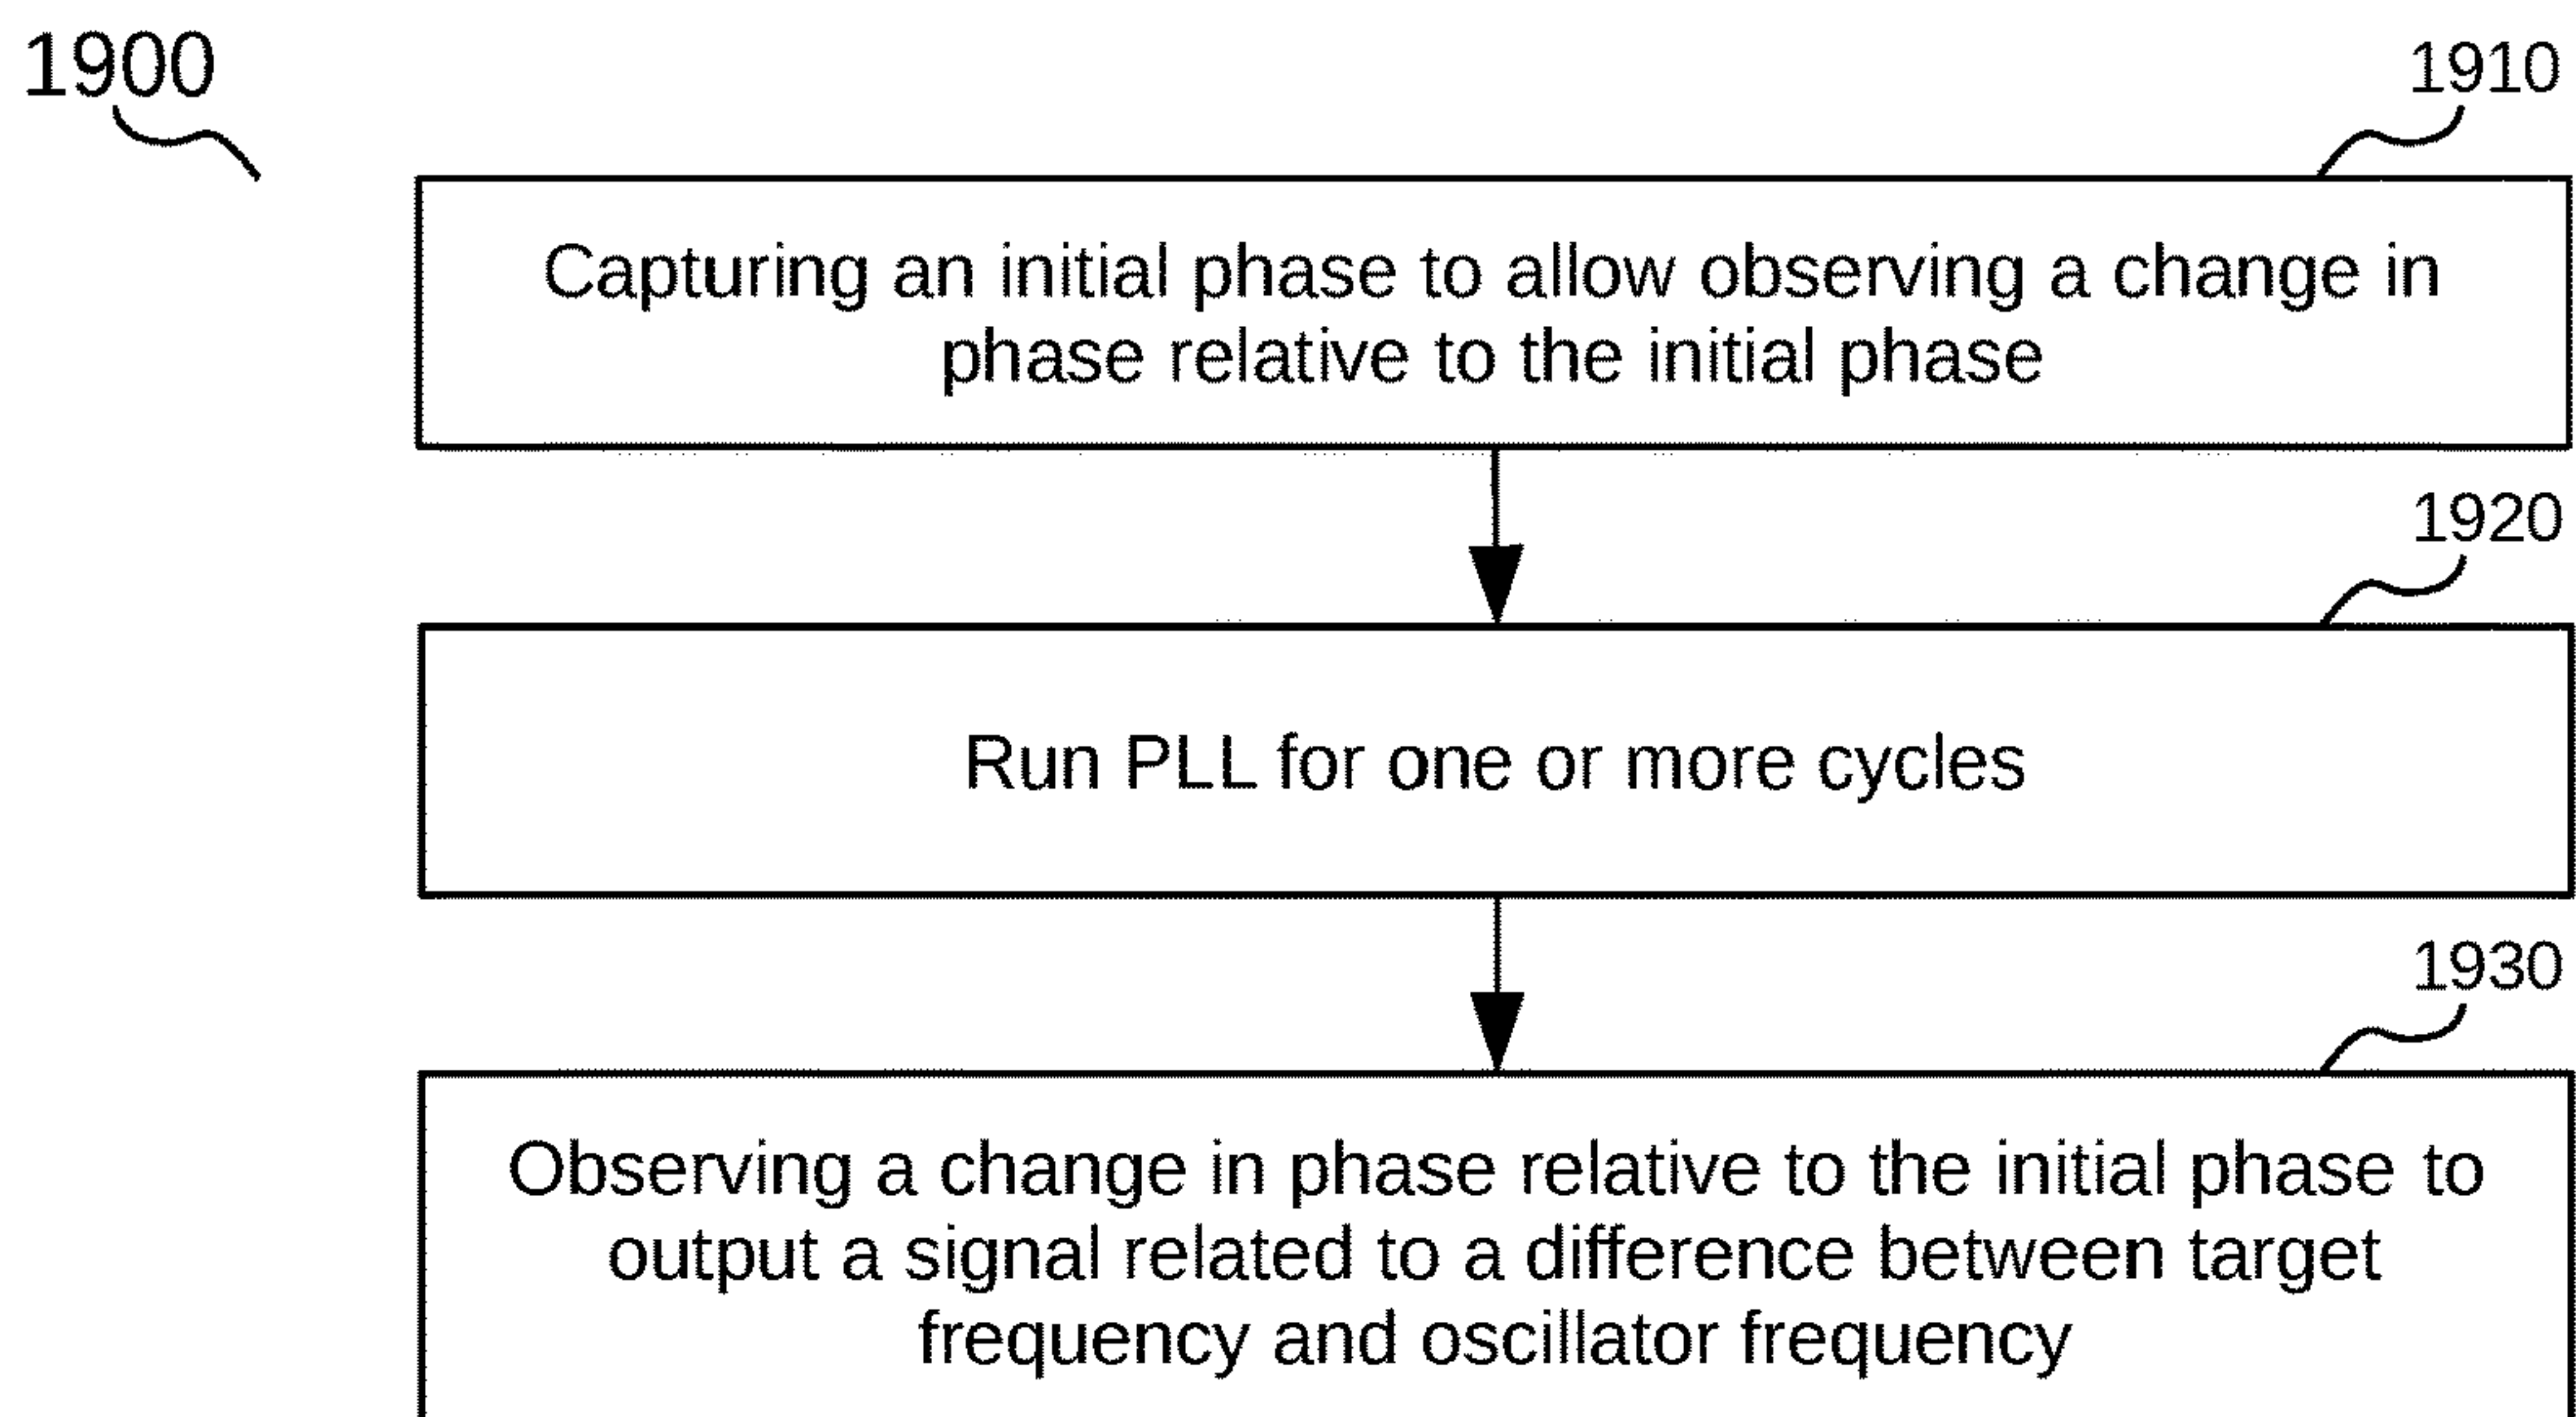 1900
1910
Capturing an initial phase to allow observing a change in
phase relative to the initial phase
1920
Run PLL for one or more cycles
1930
Observing a change in phase relative to the initial phase to
output a signal related to a difference between target
frequency and oscillator frequency